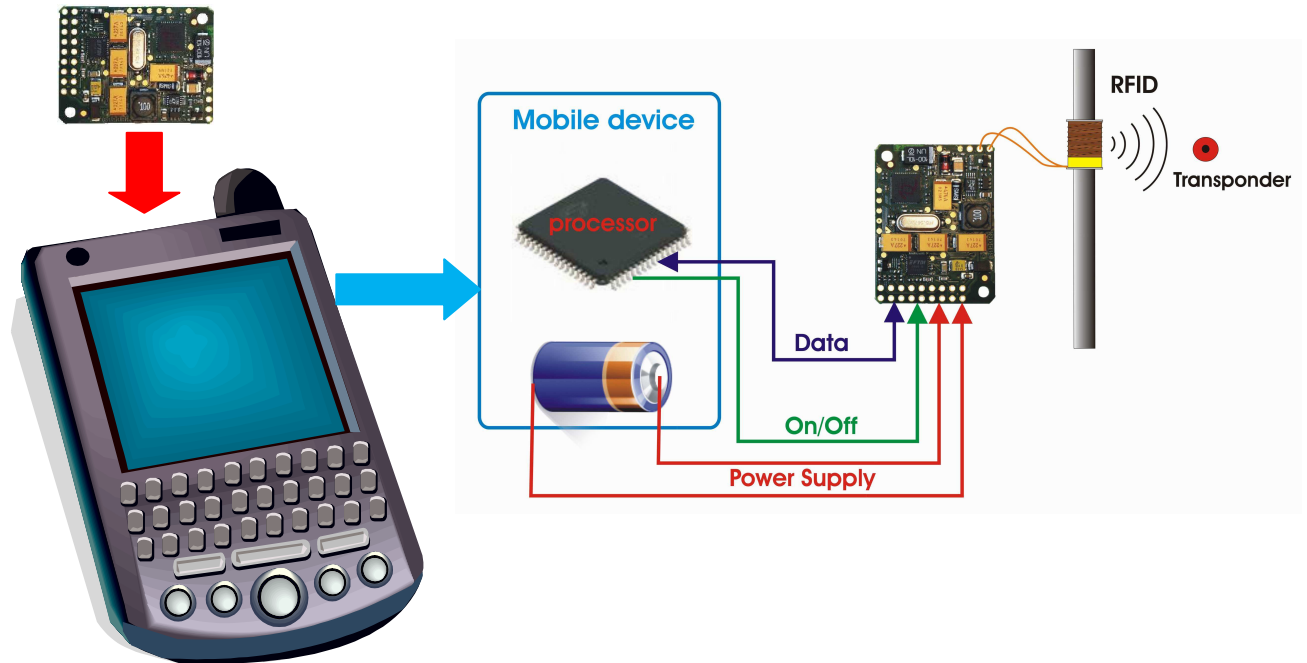 Mobile device
processor
RFID
Transponder
Data
On/Off
Power Supply